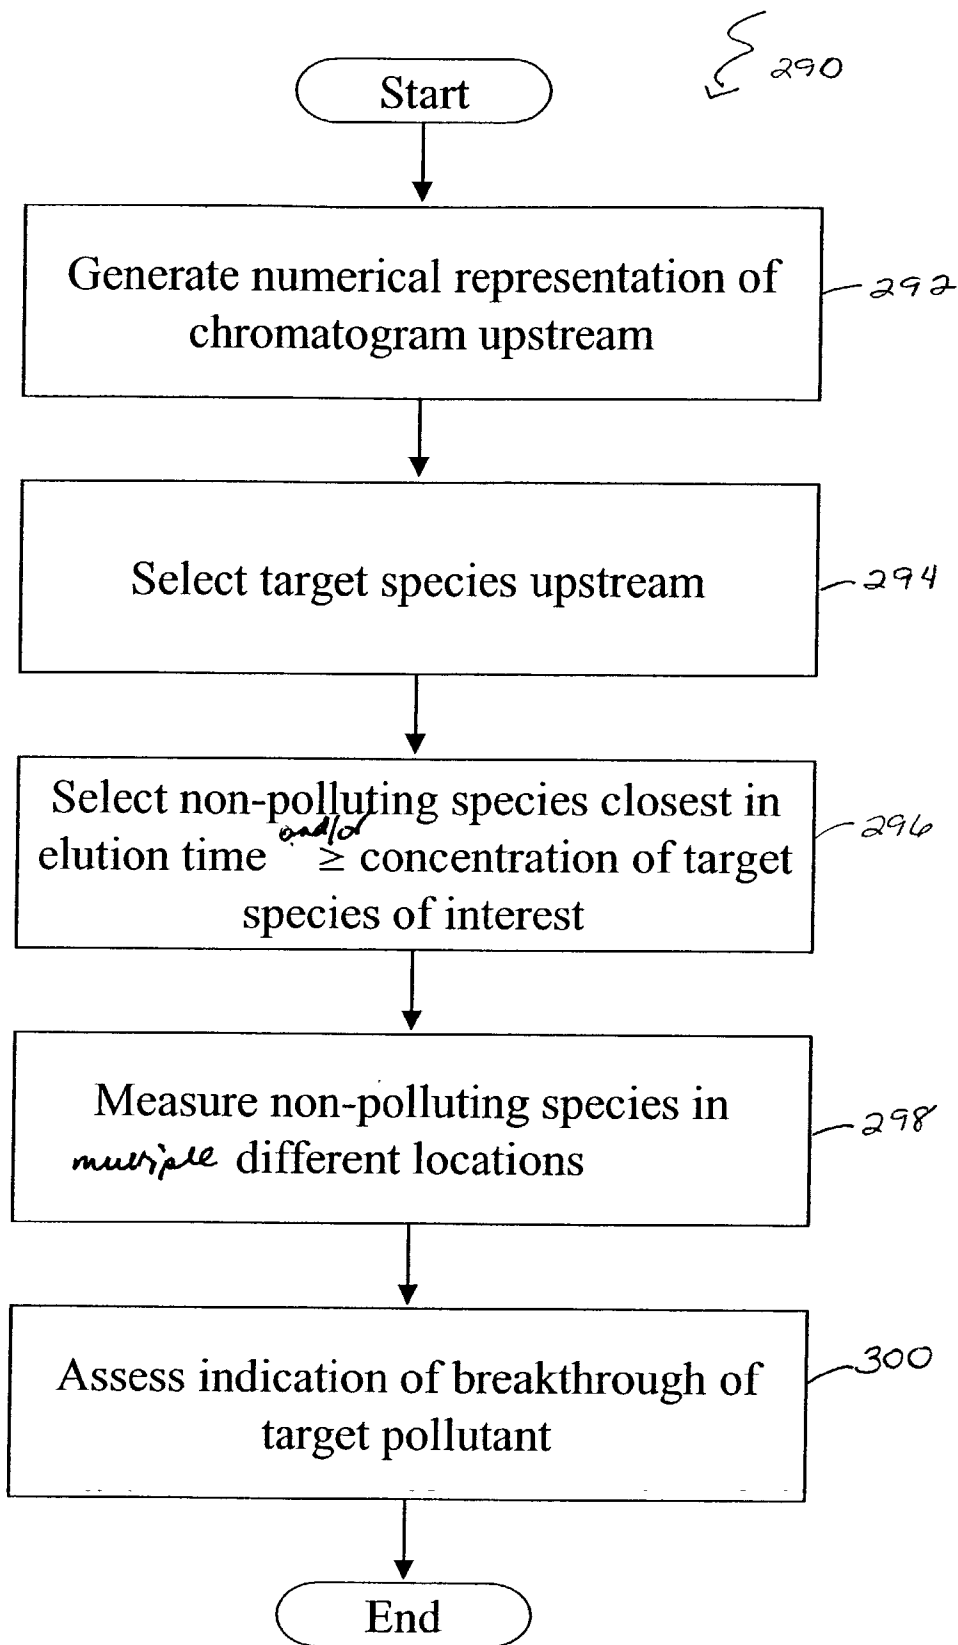 290
Start
Generate numerical representation of
chromatogram upstream
292
Select target species upstream
294
Select non-polluting species closest in
elution time and/or ≥ concentration of target
species of interest
296
Measure non-polluting species in
multiple different locations
298
Assess indication of breakthrough of
target pollutant
300
End